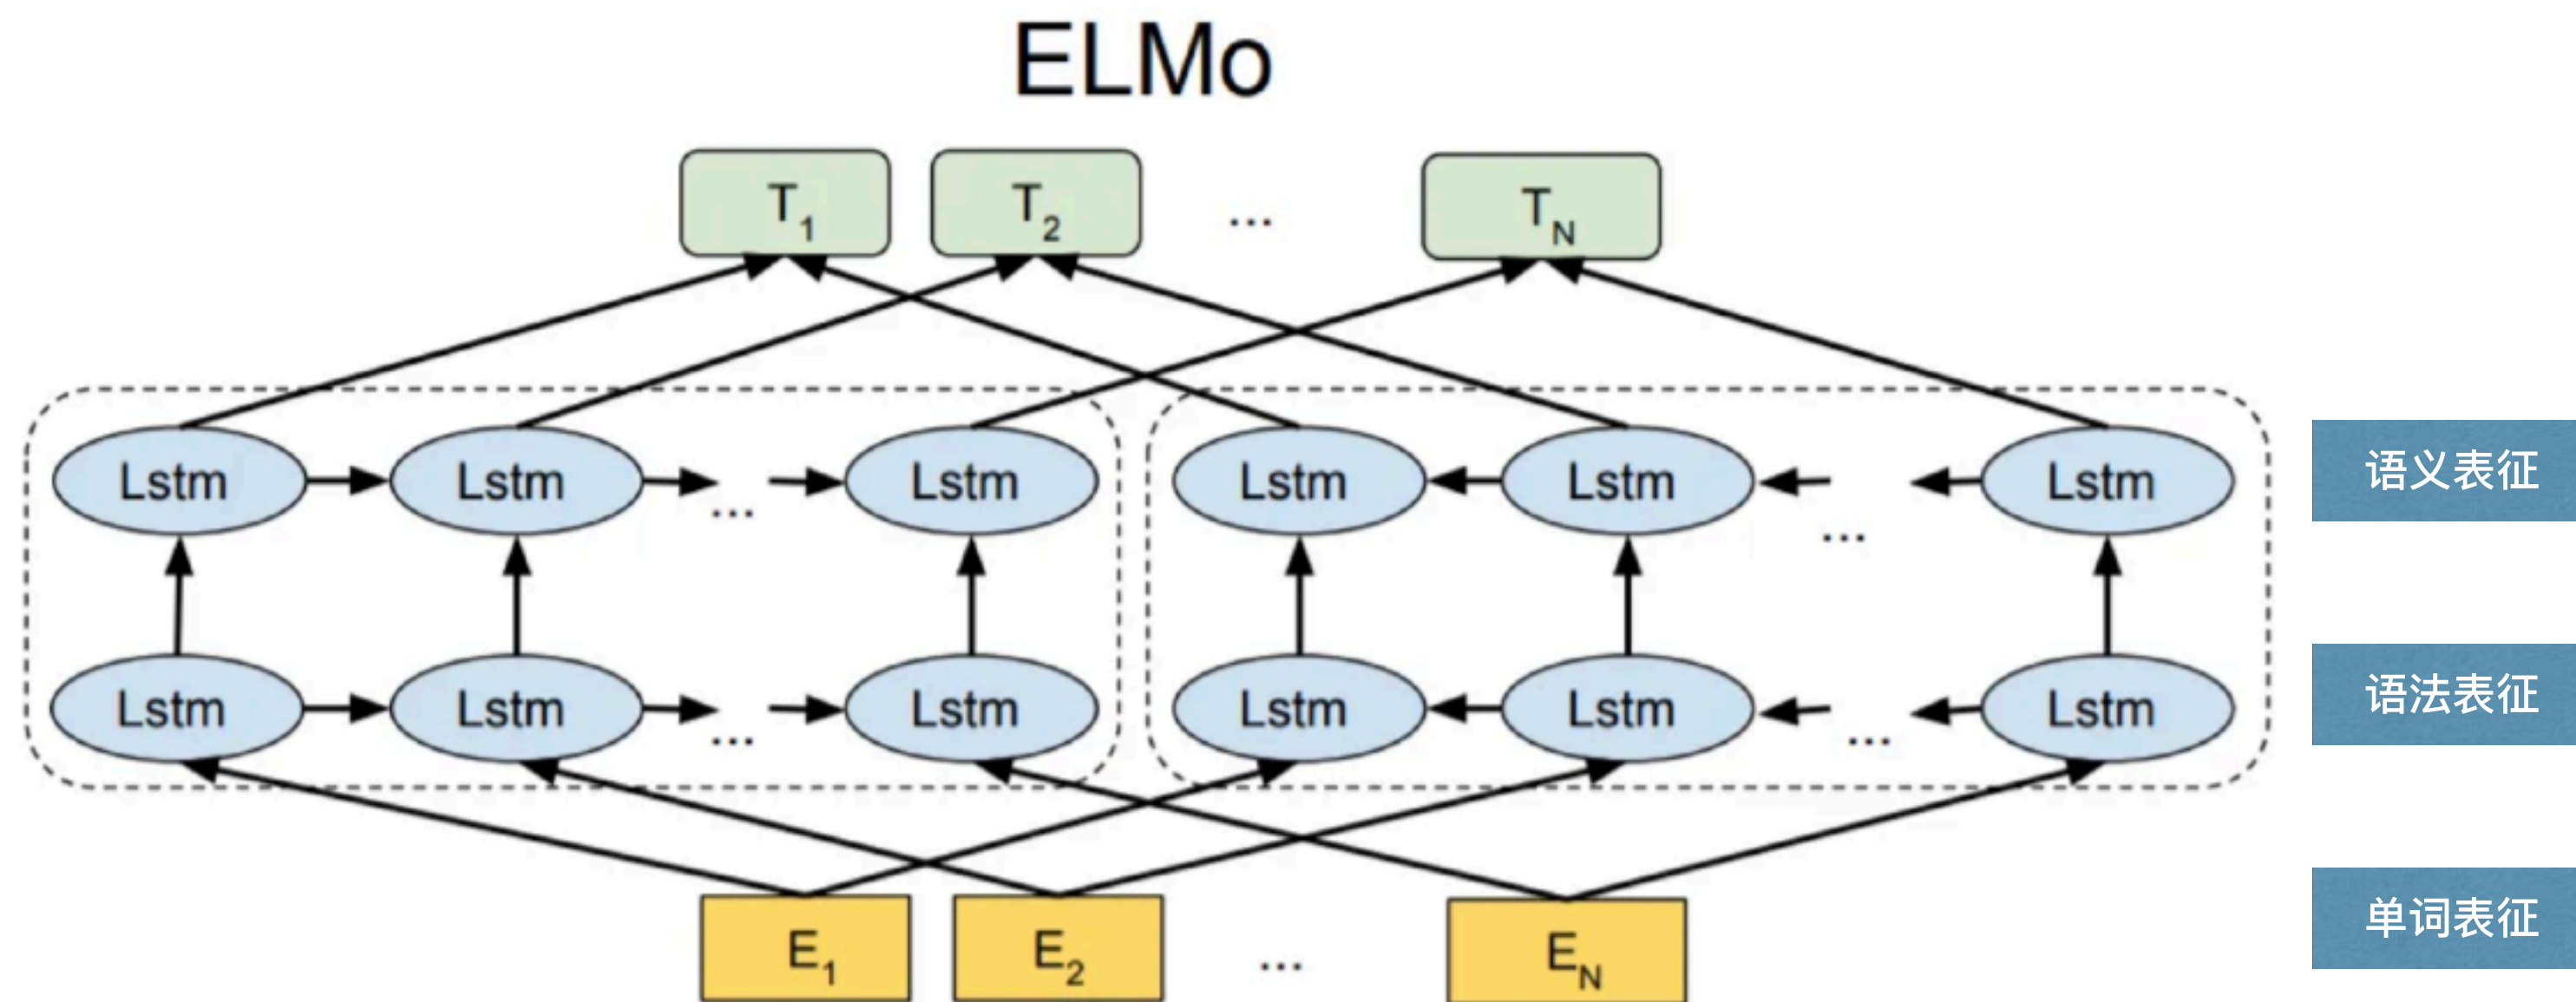 ELMo
T1 T2 ... TN
Lstm Lstm ... Lstm Lstm Lstm ... Lstm 语义表征
Lstm Lstm ... Lstm Lstm Lstm ... Lstm 语法表征
E1 E2 ... EN 单词表征